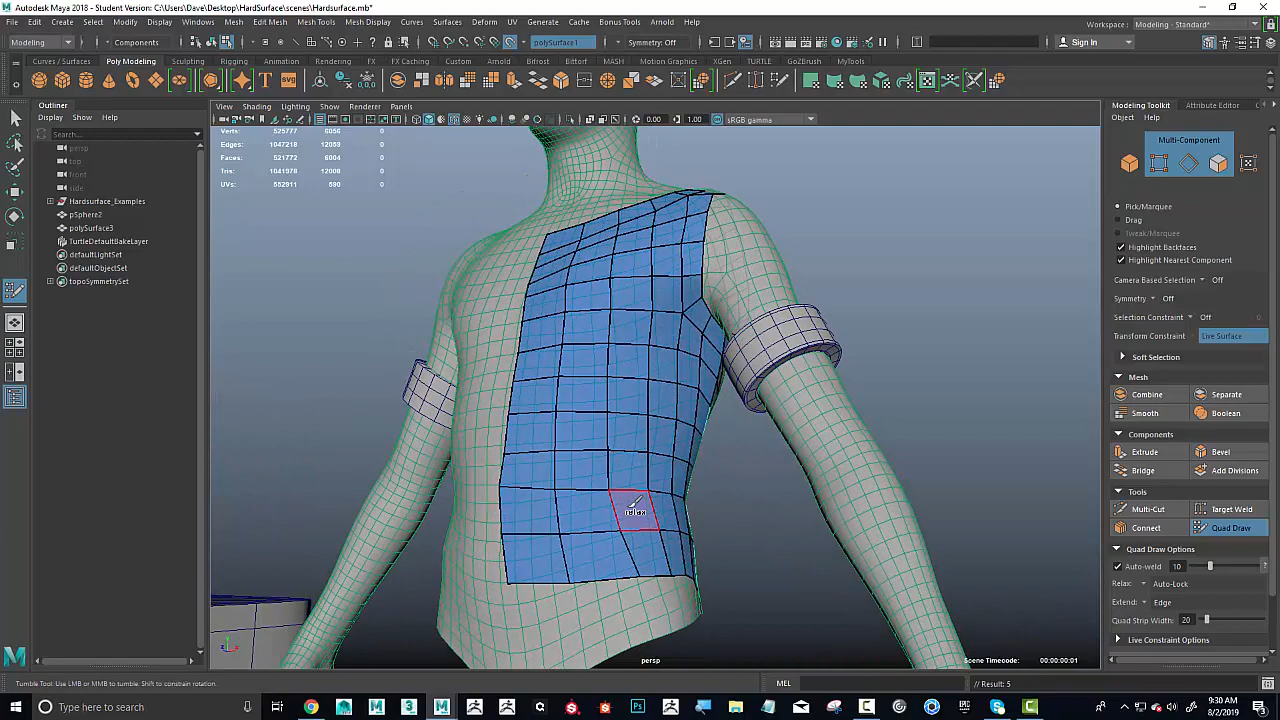 Autodesk Maya 2018 - Student Version: C:\Users\Dave\Desktop\HardSurface\scenes\Hardsurface.mb*
File Edit Create Select Modify Display Windows Mesh Edit Mesh Mesh Tools Mesh Display Curves Surfaces Deform UV Generate Cache Bonus Tools Arnold Help
Workspace : Modeling - Standard*
Modeling Components polySurface1 Symmetry: Off Sign In
Curves / Surfaces Poly Modeling Sculpting Rigging Animation Rendering FX FX Caching Custom Arnold Bifrost Bittorf MASH Motion Graphics XGen TURTLE GoZBrush MyTools
Outliner
Display Show Help
Search...
persp
top
front
side
Hardsurface_Examples
pSphere2
polySurface3
TurtleDefaultBakeLayer
defaultLightSet
defaultObjectSet
topoSymmetrySet
View Shading Lighting Show Renderer Panels
0.00 1.00 sRGB gamma
Verts: 525777 6056 0
Edges: 1047218 12059 0
Faces: 521772 6004 0
Tris: 1041978 12008 0
UVs: 552911 590 0
relax
persp
Scene Timecode: 00:00:00:01
Modeling Toolkit Attribute Editor
Object Help
Multi-Component
Pick/Marquee
Drag
Tweak/Marquee
Highlight Backfaces
Highlight Nearest Component
Camera Based Selection Off
Symmetry Off
Selection Constraint Off 0
Transform Constraint Live Surface
Soft Selection
Mesh
Combine Separate
Smooth Boolean
Components
Extrude Bevel
Bridge Add Divisions
Tools
Multi-Cut Target Weld
Connect Quad Draw
Quad Draw Options
Auto-weld 10 ?
Relax: Auto-Lock
Extend: Edge
Quad Strip Width: 20
Live Constraint Options
Tumble Tool: Use LMB or MMB to tumble. Shift to constrain rotation.
MEL
// Result: 5
Type here to search
9:30 AM
8/2/2019